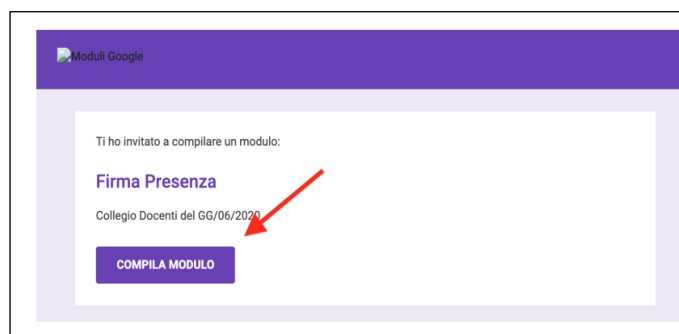 Moduli Google
Ti ho invitato a compilare un modulo:
Firma Presenza
Collegio Docenti del GG/06/2020
COMPILA MODULO